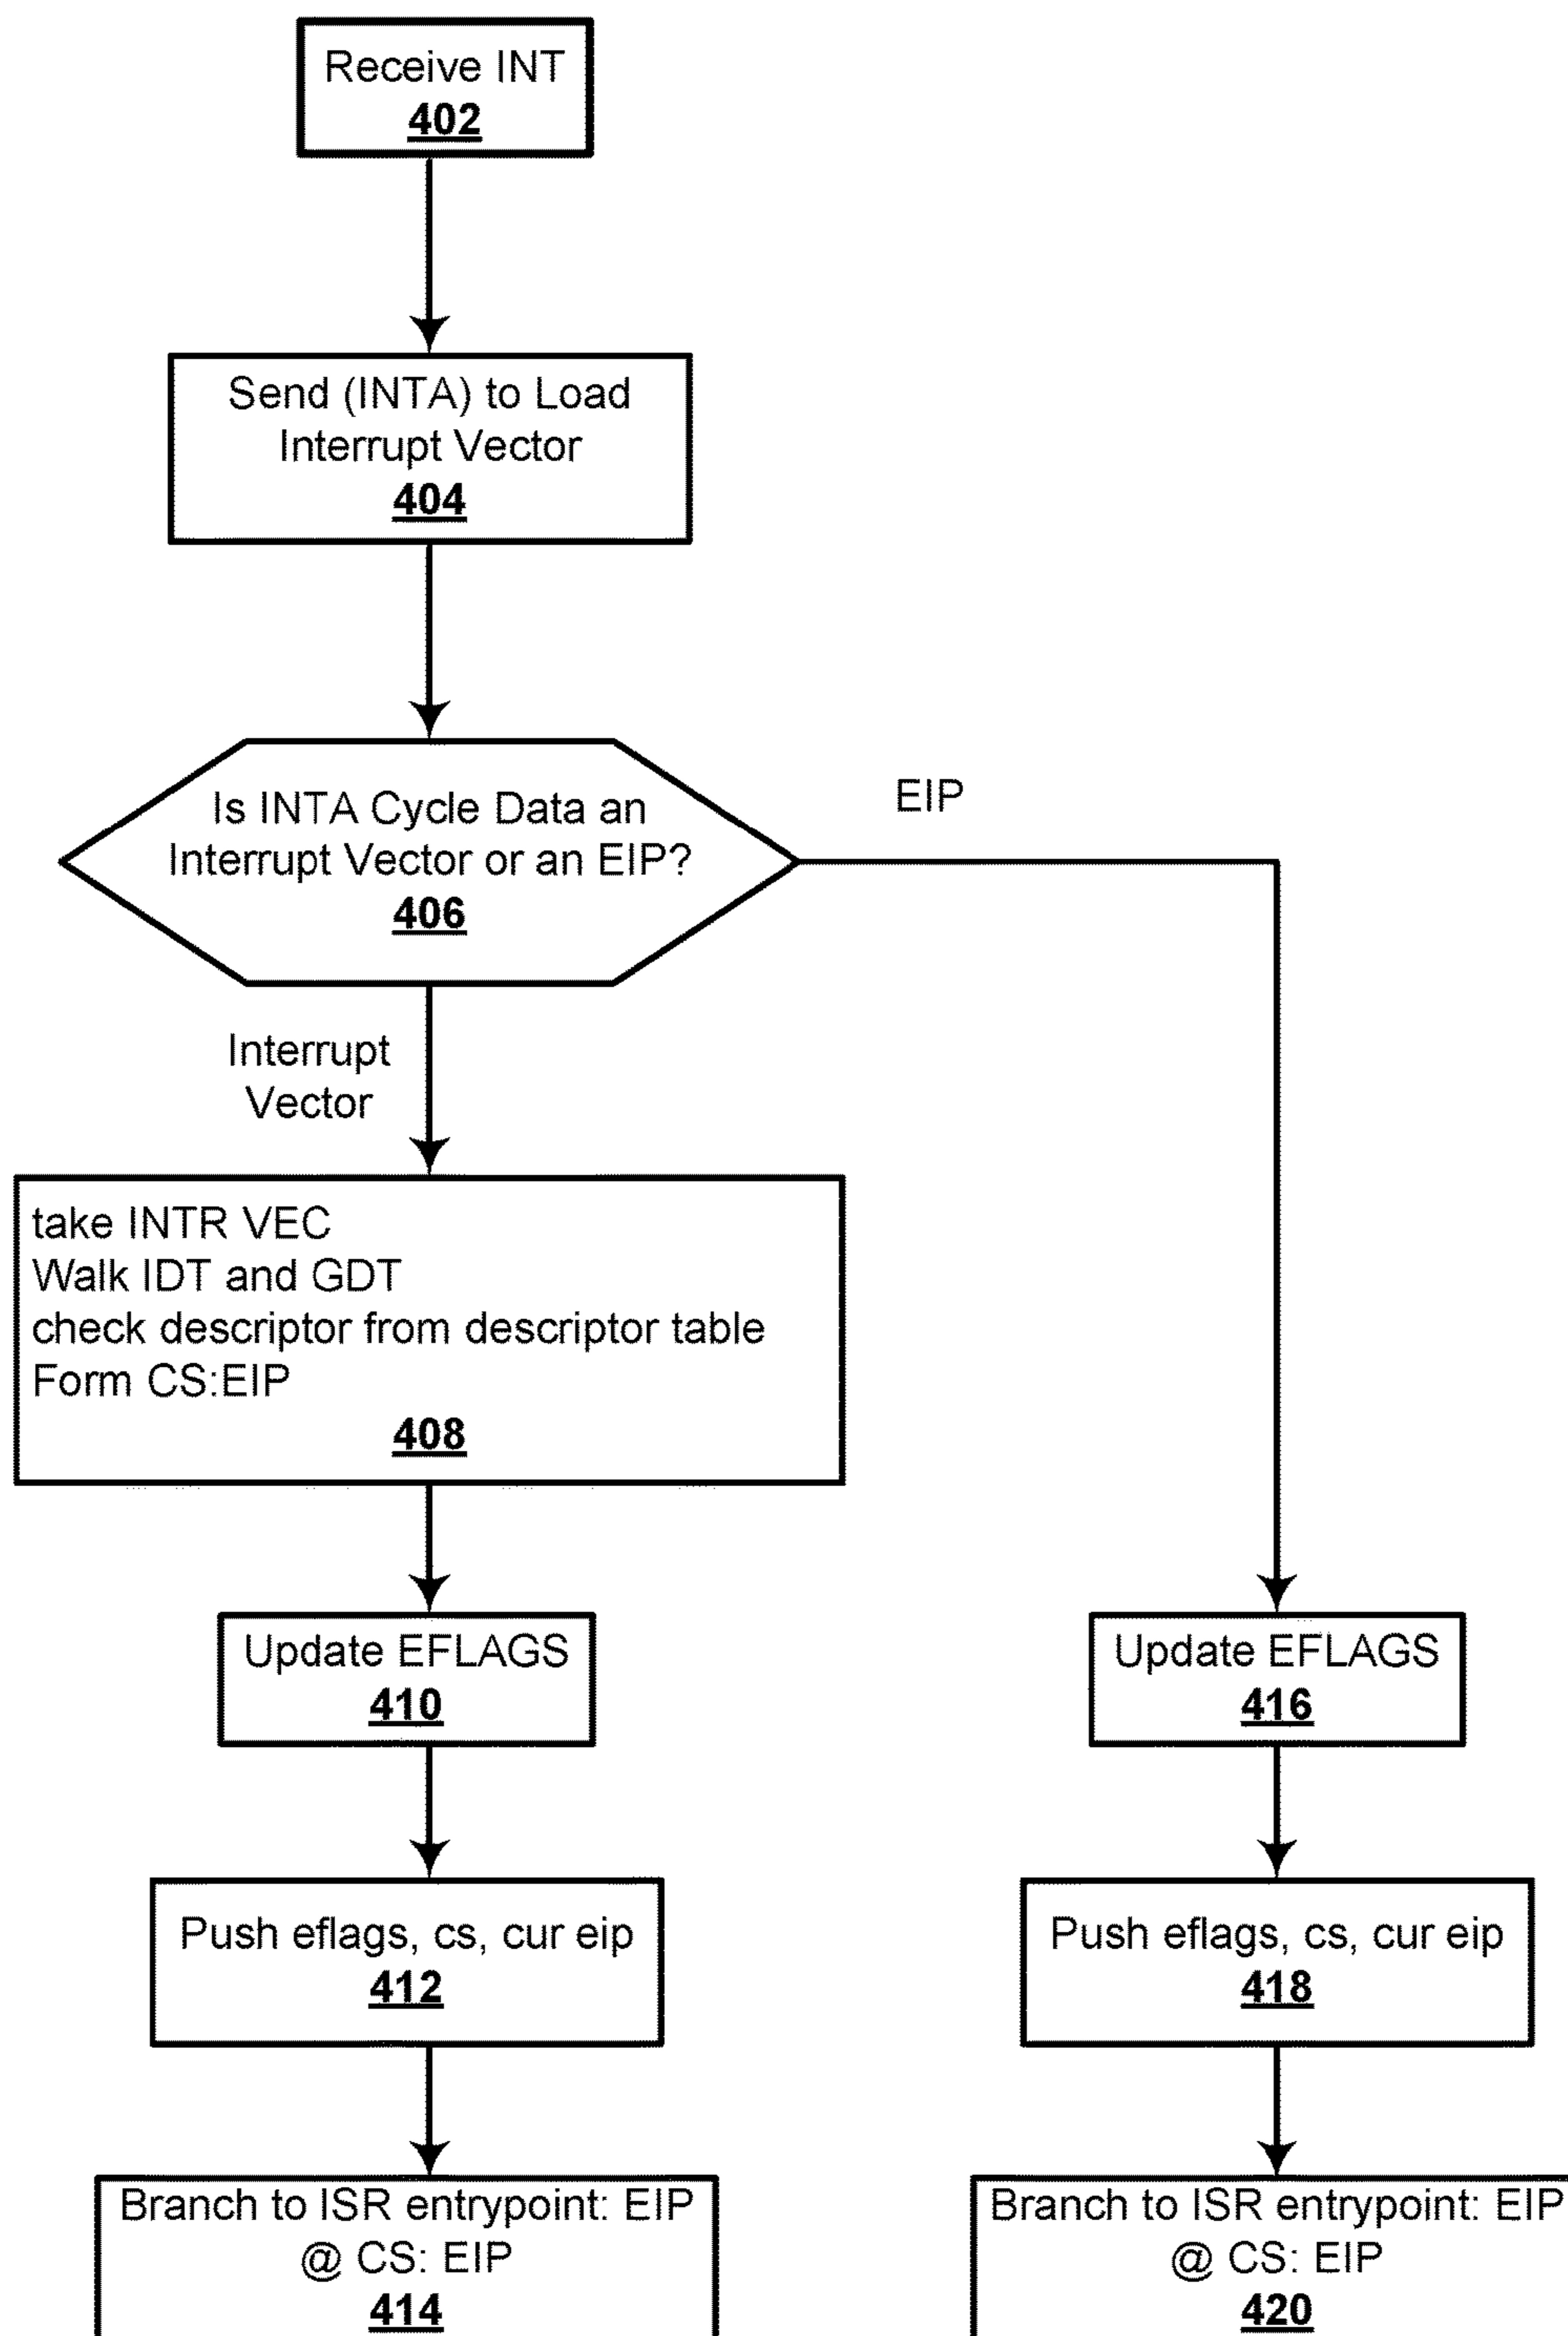 Receive INT
402
Send (INTA) to Load
Interrupt Vector
404
Is INTA Cycle Data an
Interrupt Vector or an EIP?
406
EIP
Interrupt
Vector
take INTR VEC
Walk IDT and GDT
check descriptor from descriptor table
Form CS:EIP
408
Update EFLAGS
410
Push eflags, cs, cur eip
412
Branch to ISR entrypoint: EIP
@ CS: EIP
414
Update EFLAGS
416
Push eflags, cs, cur eip
418
Branch to ISR entrypoint: EIP
@ CS: EIP
420